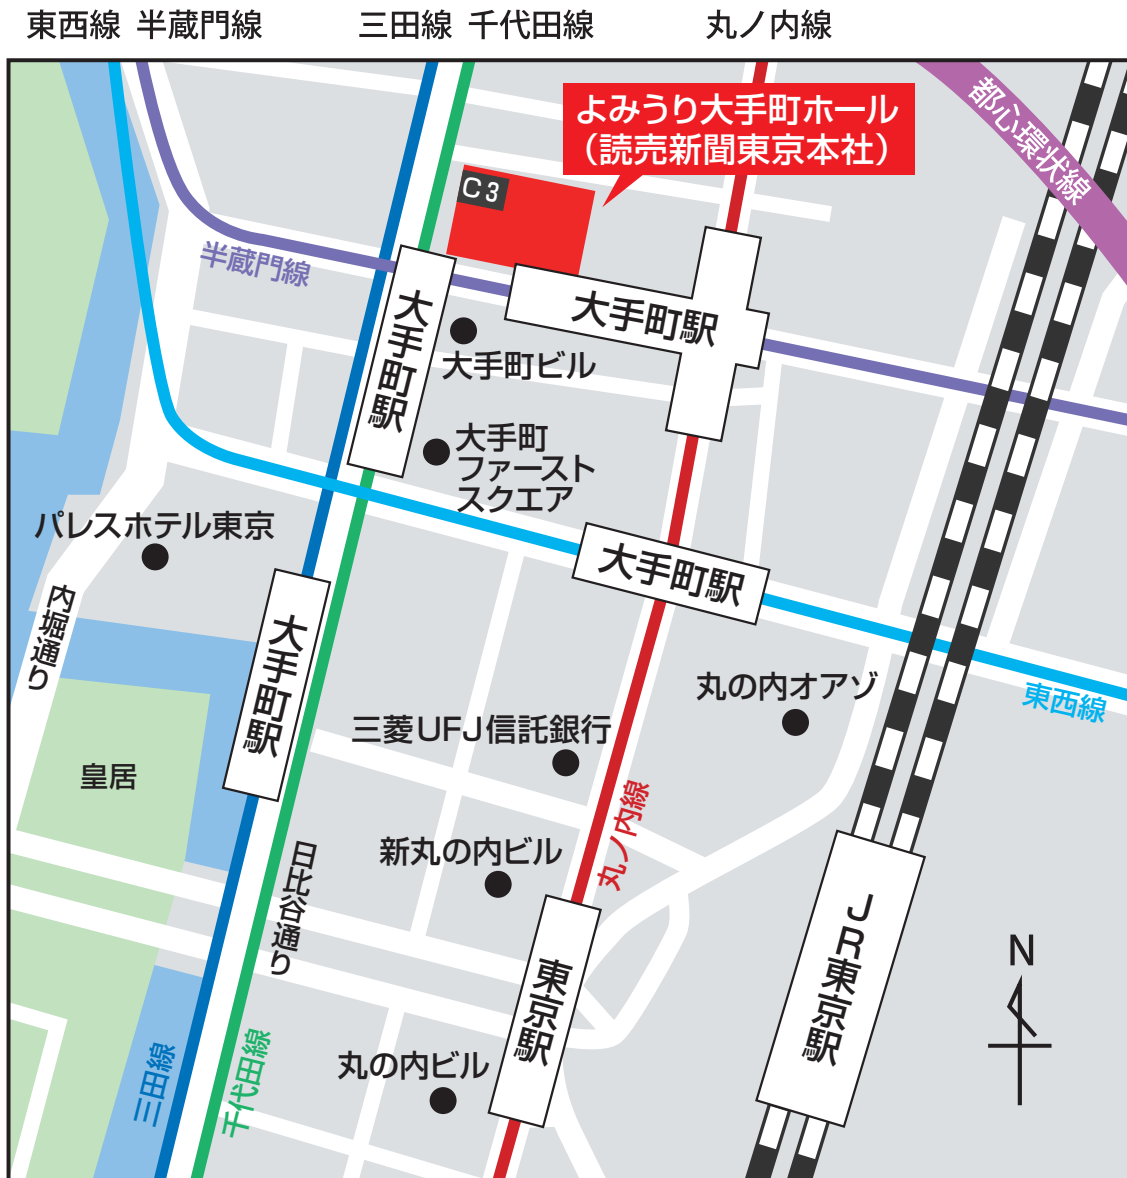 東西線 半蔵門線 三田線 千代田線 丸ノ内線
都心環状線
よみうり大手町ホール
（読売新聞東京本社）
C3
半蔵門線
大手町駅
大手町駅
大手町ビル
大手町
ファースト
スクエア
パレスホテル東京
大手町駅
内堀通り
大手町駅
丸の内オアゾ
東西線
三菱UFJ信託銀行
皇居
丸ノ内線
新丸の内ビル
日比谷通り
JR東京駅
N
東京駅
三田線
千代田線
丸の内ビル